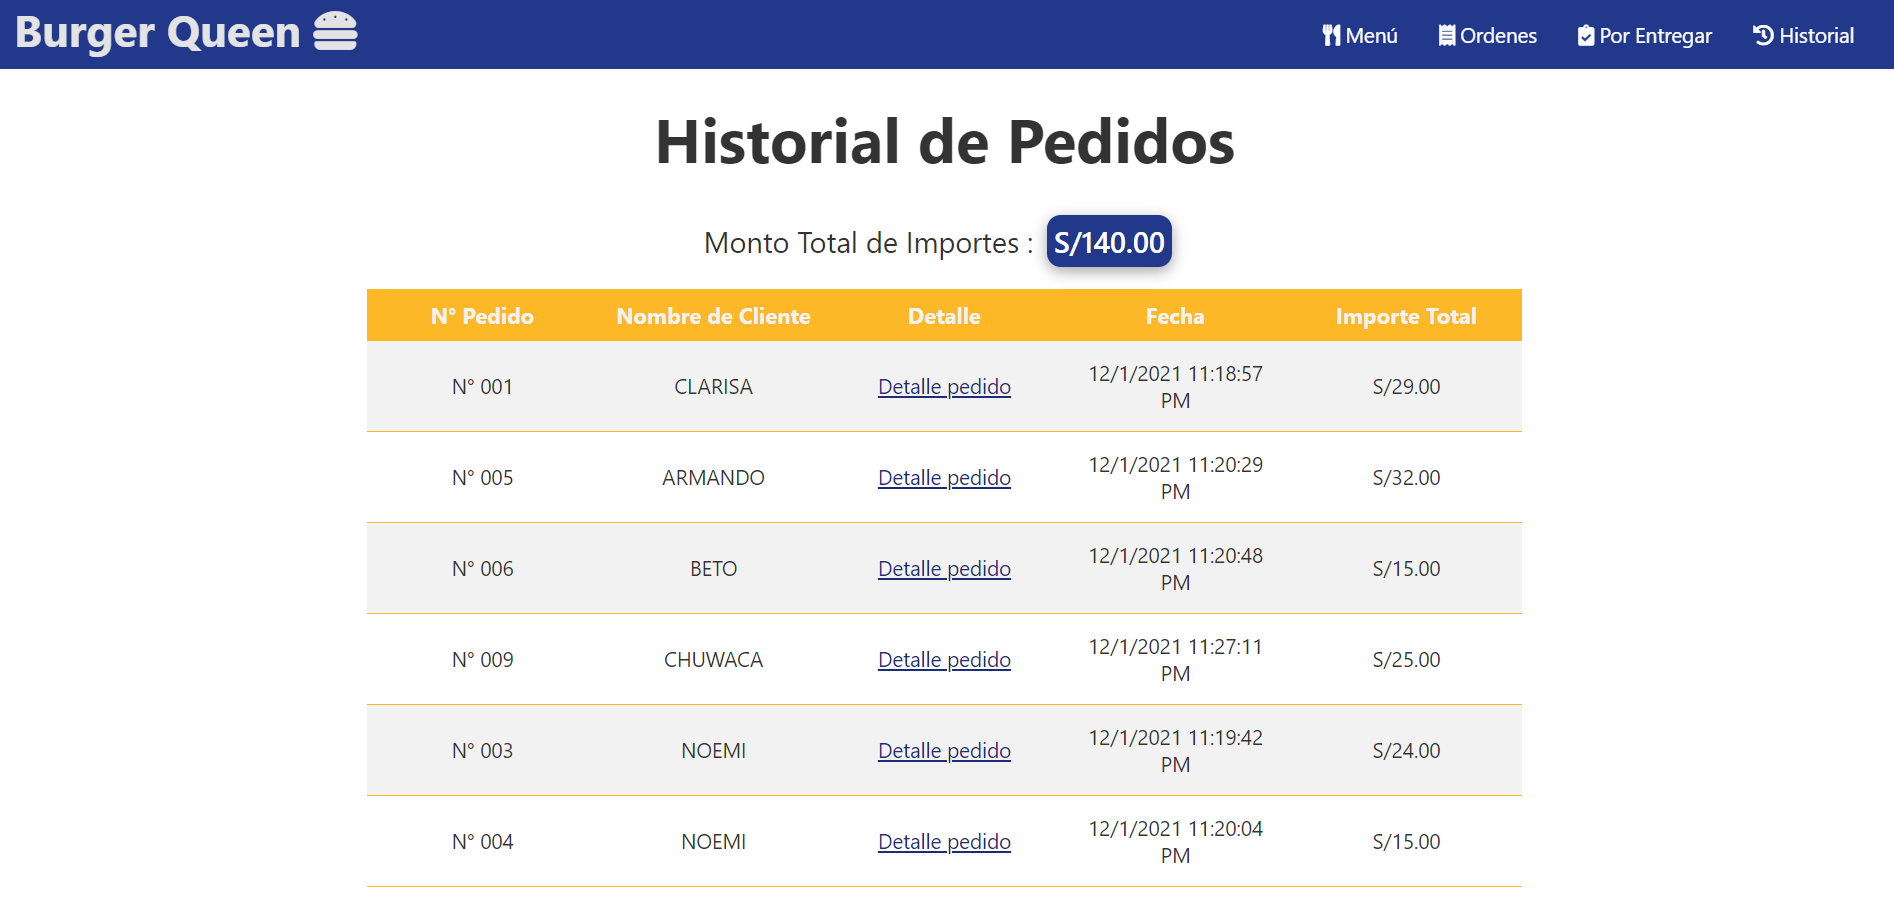 Burger Queen
Menú Ordenes Por Entregar Historial
Historial de Pedidos
Monto Total de Importes : S/140.00
N° Pedido Nombre de Cliente Detalle Fecha Importe Total
N° 001 CLARISA Detalle pedido 12/1/2021 11:18:57 PM S/29.00
N° 005 ARMANDO Detalle pedido 12/1/2021 11:20:29 PM S/32.00
N° 006 BETO Detalle pedido 12/1/2021 11:20:48 PM S/15.00
N° 009 CHUWACA Detalle pedido 12/1/2021 11:27:11 PM S/25.00
N° 003 NOEMI Detalle pedido 12/1/2021 11:19:42 PM S/24.00
N° 004 NOEMI Detalle pedido 12/1/2021 11:20:04 PM S/15.00